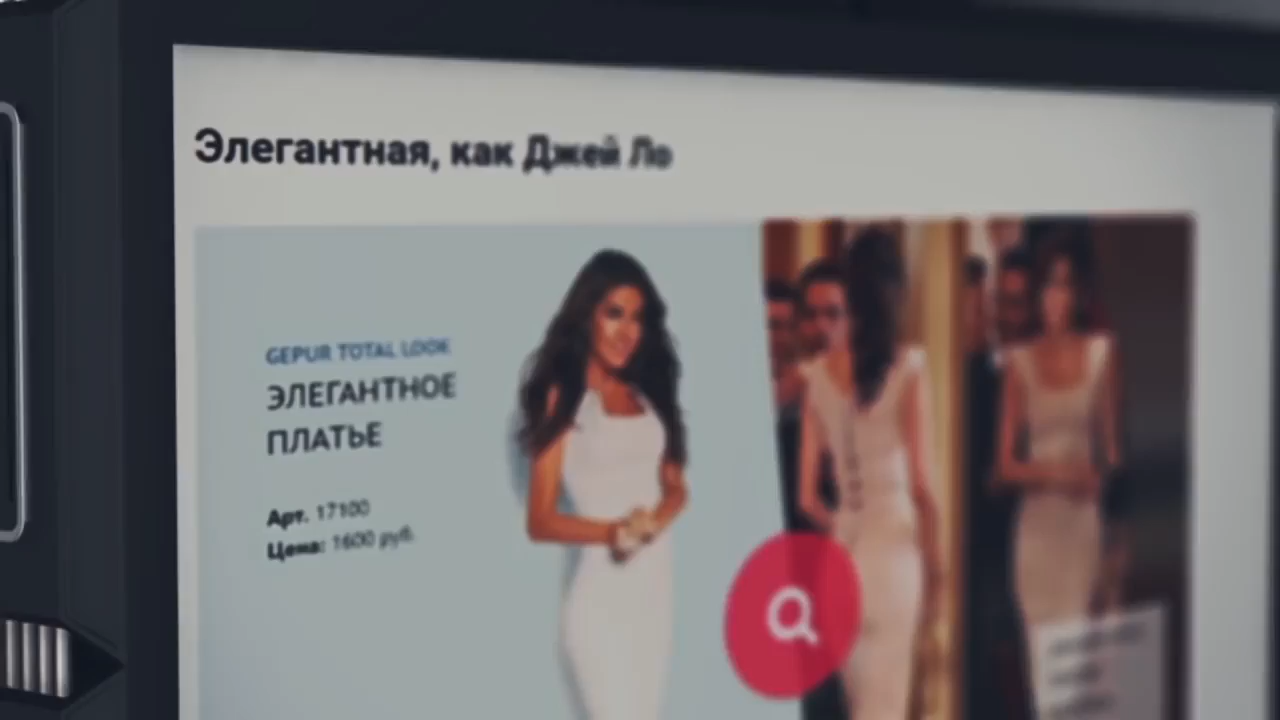 Элегантная, как Джей Ло
GEPUR TOTAL LOOK
ЭЛЕГАНТНОЕ
ПЛАТЬЕ
Арт. 17100
Цена: 1600 руб.